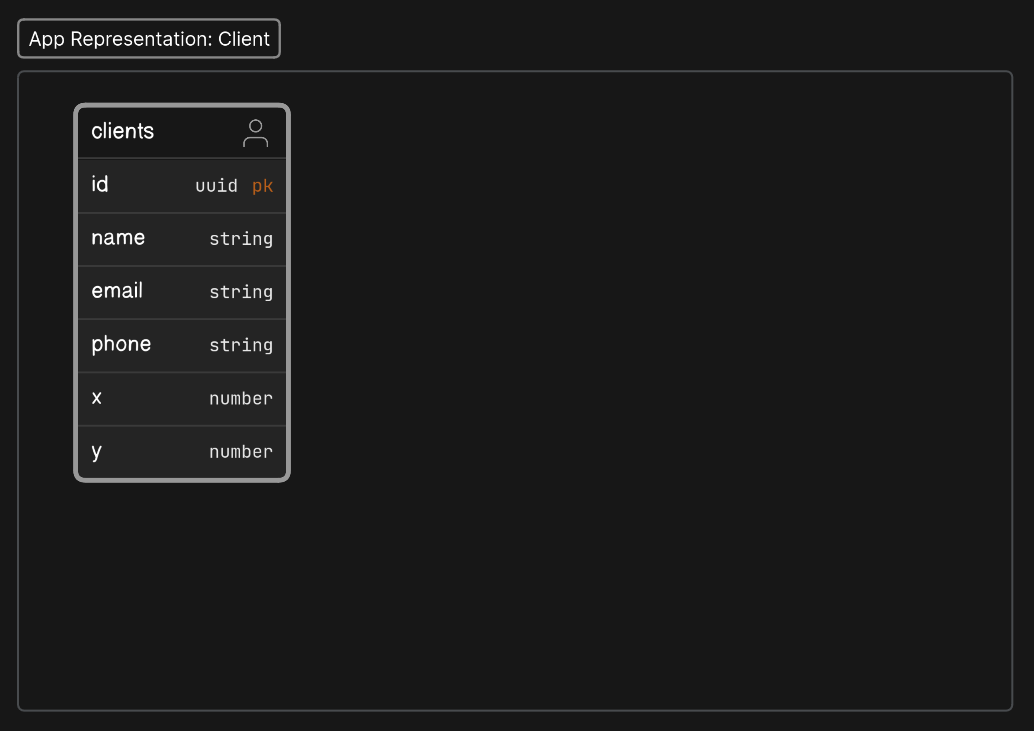 App Representation: Client
clients
id uuid pk
name string
email string
phone string
x number
y number